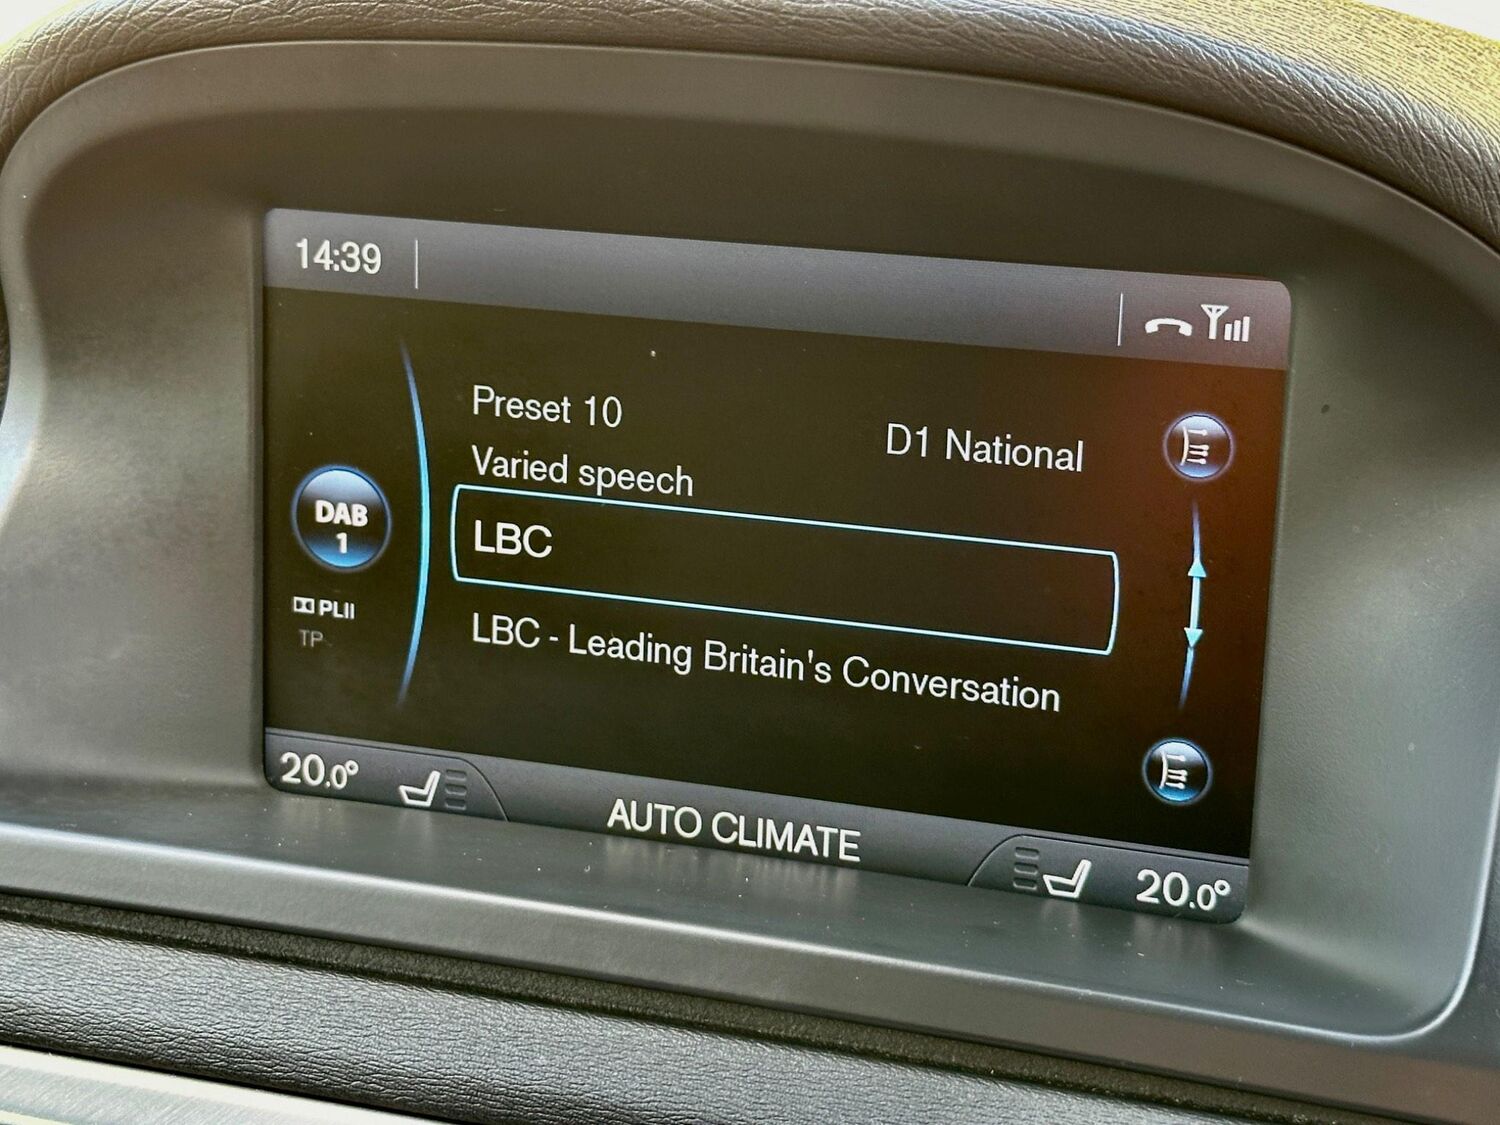 14:39
Preset 10
D1 National
Varied speech
DAB
1
LBC
PLII
TP
LBC - Leading Britain's Conversation
20.0°
AUTO CLIMATE
20.0°